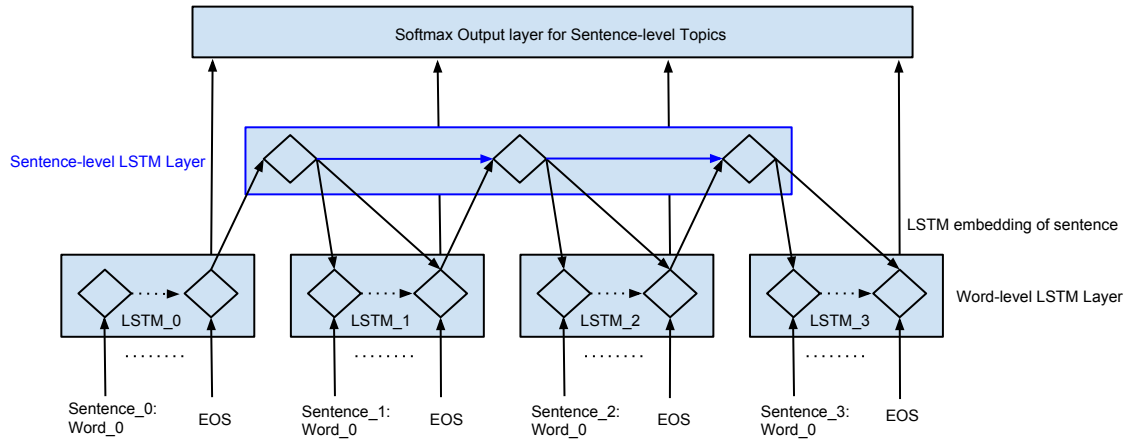 Softmax Output layer for Sentence-level Topics
Sentence-level LSTM Layer
LSTM embedding of sentence
Word-level LSTM Layer
LSTM_0
LSTM_1
LSTM_2
LSTM_3
Sentence_0:
Word_0
EOS
Sentence_1:
Word_0
EOS
Sentence_2:
Word_0
EOS
Sentence_3:
Word_0
EOS